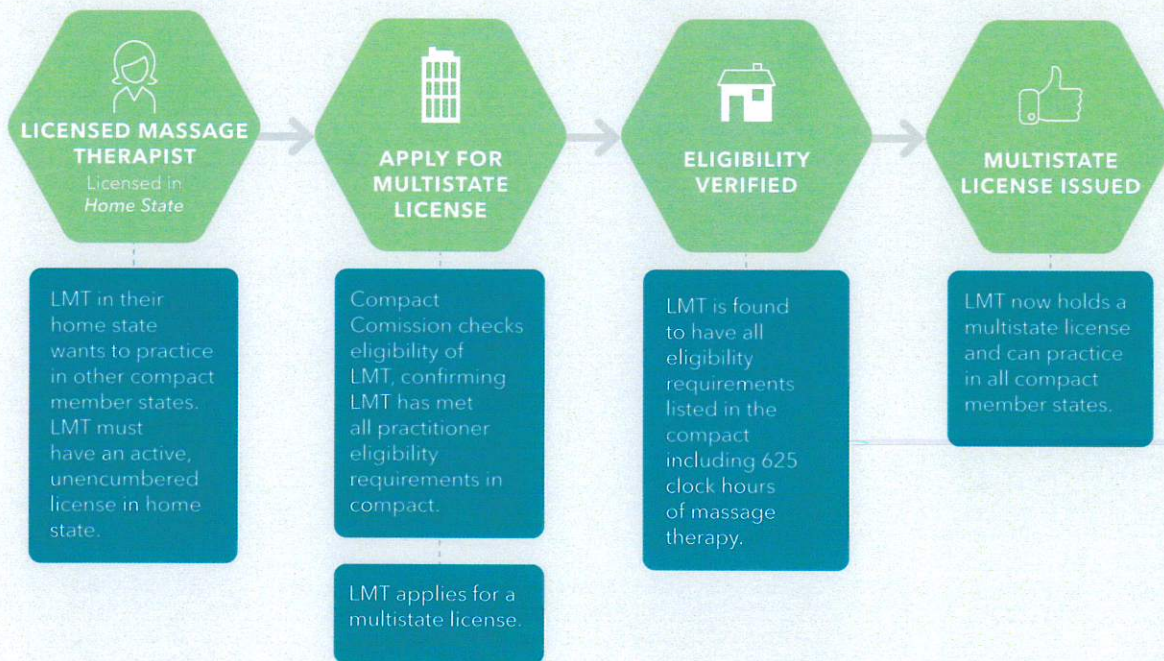 LICENSED MASSAGE
THERAPIST
Licensed in
Home State
LMT in their
home state
wants to practice
in other compact
member states.
LMT must
have an active,
unencumbered
license in home
state.
APPLY FOR
MULTISTATE
LICENSE
Compact
Comission checks
eligibility of
LMT, confirming
LMT has met
all practitioner
eligibility
requirements in
compact.
LMT applies for a
multistate license.
ELIGIBILITY
VERIFIED
LMT is found
to have all
eligibility
requirements
listed in the
compact
including 625
clock hours
of massage
therapy.
MULTISTATE
LICENSE ISSUED
LMT now holds a
multistate license
and can practice
in all compact
member states.